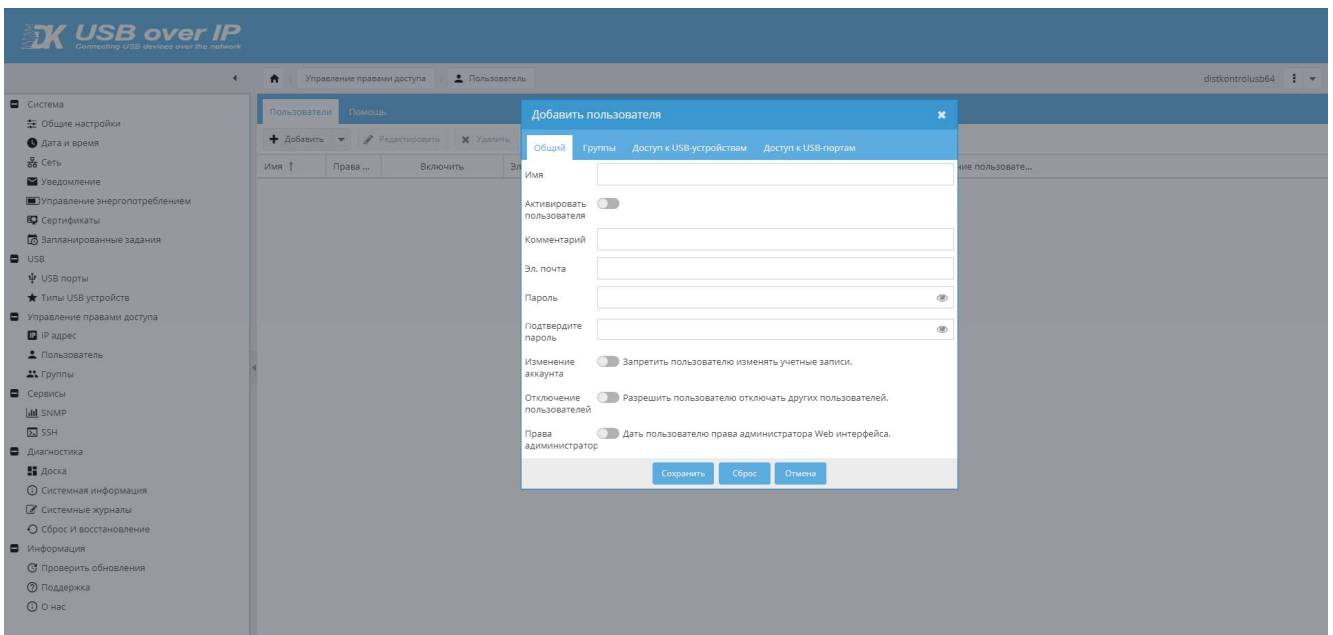 DK USB over IP
Connecting USB devices over the network
Управление правами доступа
Пользователь
distkontrolusb64
Система
Общие настройки
Дата и время
Сеть
Уведомление
Управление энергопотреблением
Сертификаты
Запланированные задания
USB
USB порты
Типы USB устройств
Управление правами доступа
IP адрес
Пользователь
Группы
Сервисы
SNMP
SSH
Диагностика
Доска
Системная информация
Системные журналы
Сброс И восстановление
Информация
Проверить обновления
Поддержка
О нас
Пользователи Помощь
Добавить Редактировать Удалить
Имя Права ... Включить Эл ние пользовате...
Добавить пользователя
Общий Группы Доступ к USB-устройствам Доступ к USB-портам
Имя
Активировать
пользователя
Комментарий
Эл. почта
Пароль
Подтвердите
пароль
Изменение
аккаунта
Запретить пользователю изменять учетные записи.
Отключение
пользователей
Разрешить пользователю отключать других пользователей.
Права
адиминистратор
Дать пользователю права администратора Web интерфейса.
Сохранить Сброс Отмена